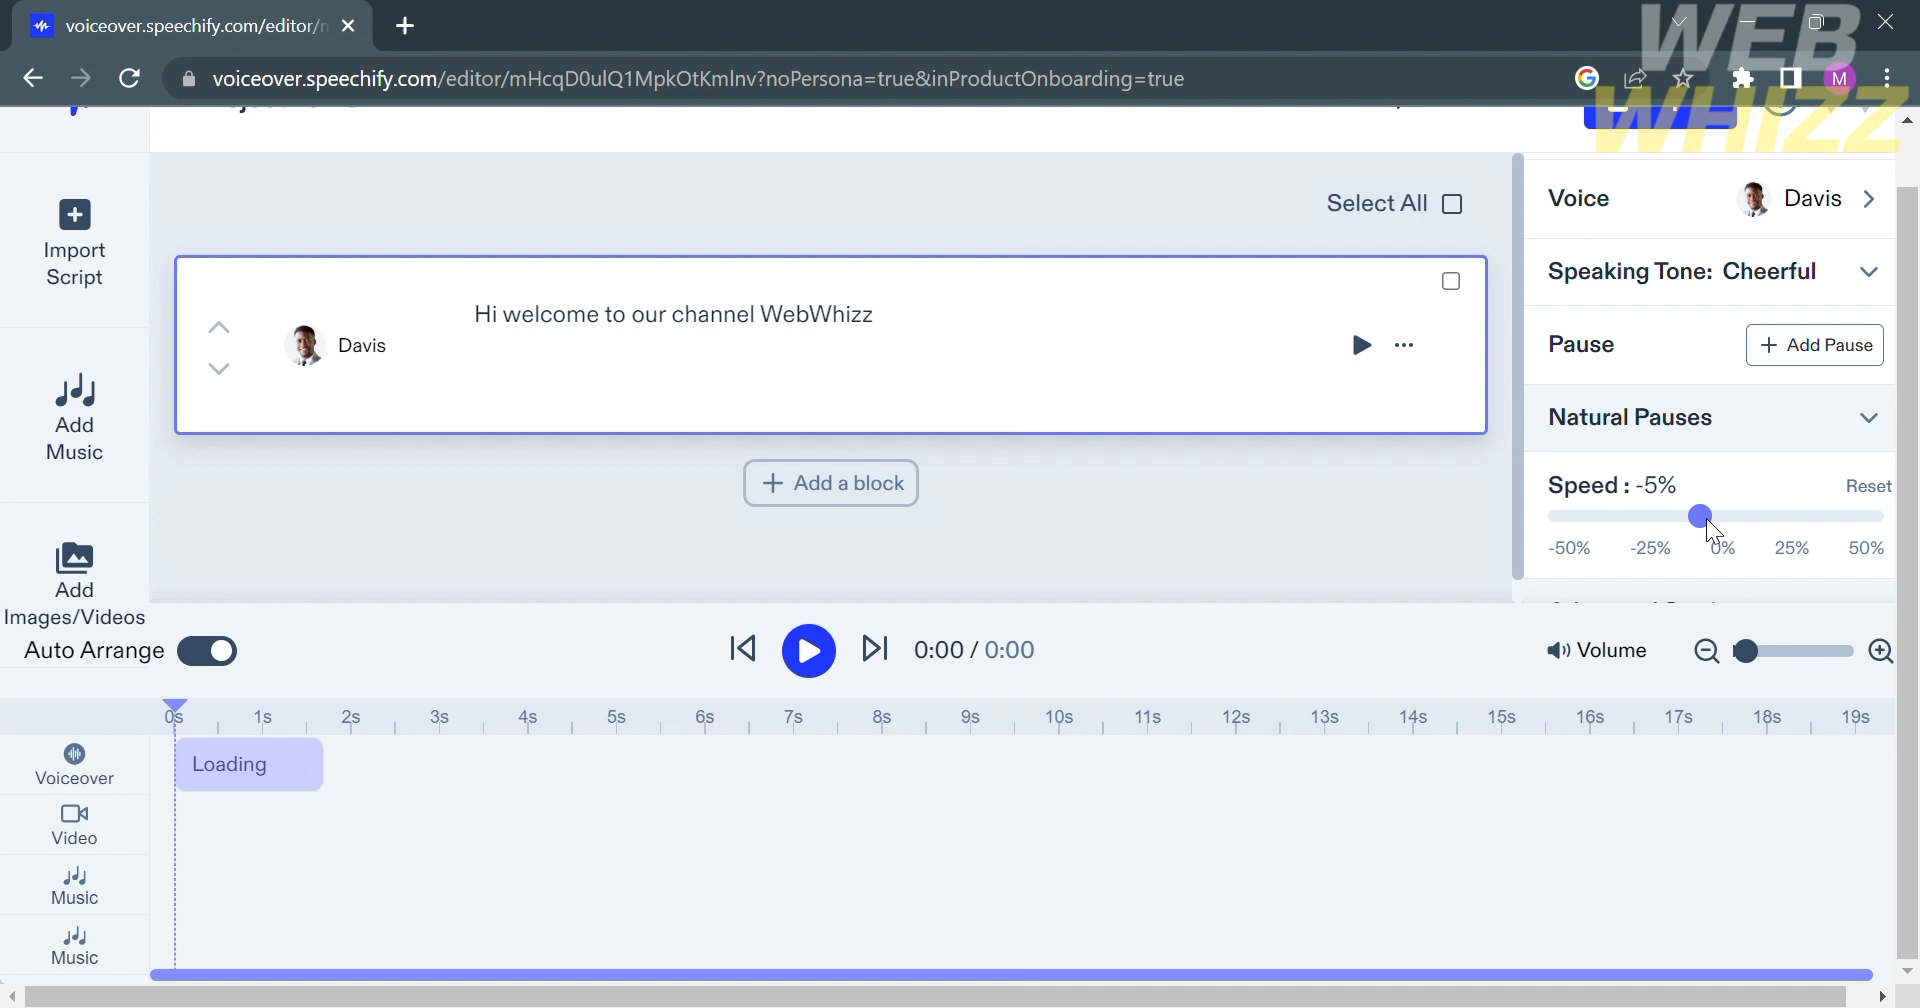 voiceover.speechify.com/editor/
voiceover.speechify.com/editor/mHcqD0ulQ1MpkOtKmlnv?noPersona=true&inProductOnboarding=true
M
WEB
WHIZZ
Import
Script
Add
Music
Add
Images/Videos
Select All
Davis
Hi welcome to our channel WebWhizz
Add a block
Voice
Davis
Speaking Tone: Cheerful
Pause
Add Pause
Natural Pauses
Speed : -5%
Reset
-50% -25% 0% 25% 50%
Auto Arrange
0:00 / 0:00
Volume
0s 1s 2s 3s 4s 5s 6s 7s 8s 9s 10s 11s 12s 13s 14s 15s 16s 17s 18s 19s
Voiceover
Loading
Video
Music
Music